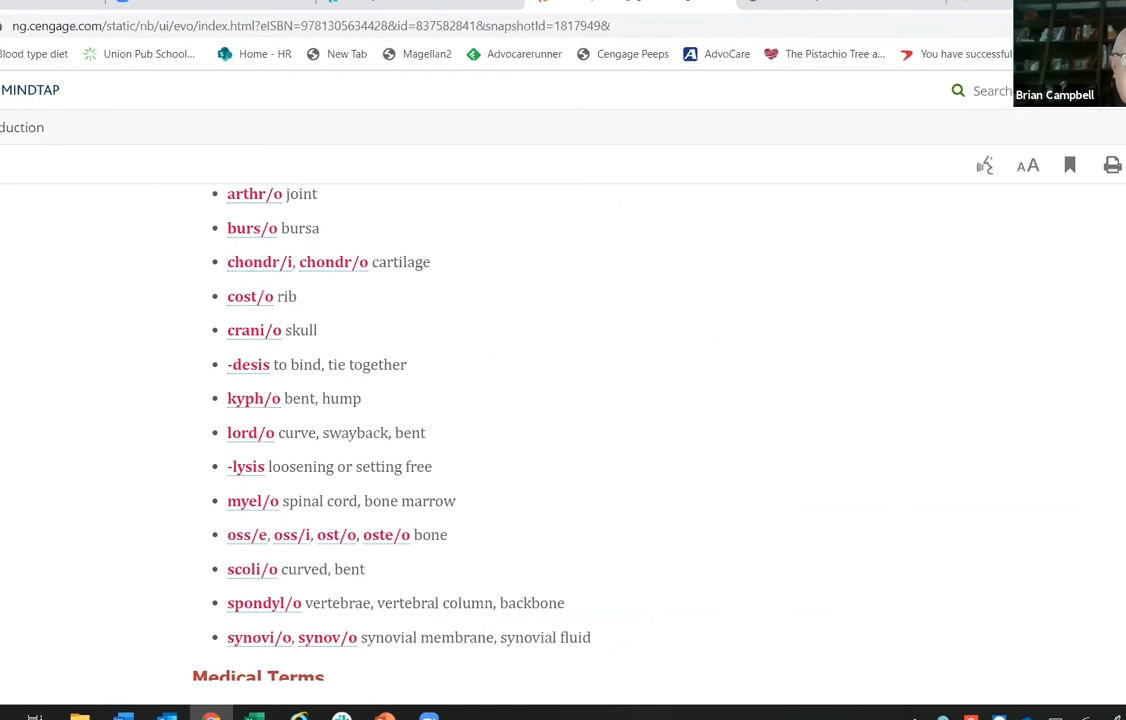 ng.cengage.com/static/nb/ui/evo/index.html?eISBN=9781305634428&id=837582841&snapshotId=1817949&
Blood type diet Union Pub School... Home - HR New Tab Magellan2 Advocarerunner Cengage Peeps AdvoCare The Pistachio Tree a... You have successful
MINDTAP
Search
Brian Campbell
duction
AA
• arthr/o joint
• burs/o bursa
• chondr/i, chondr/o cartilage
• cost/o rib
• crani/o skull
• -desis to bind, tie together
• kyph/o bent, hump
• lord/o curve, swayback, bent
• -lysis loosening or setting free
• myel/o spinal cord, bone marrow
• oss/e, oss/i, ost/o, oste/o bone
• scoli/o curved, bent
• spondyl/o vertebrae, vertebral column, backbone
• synovi/o, synov/o synovial membrane, synovial fluid
Medical Terms